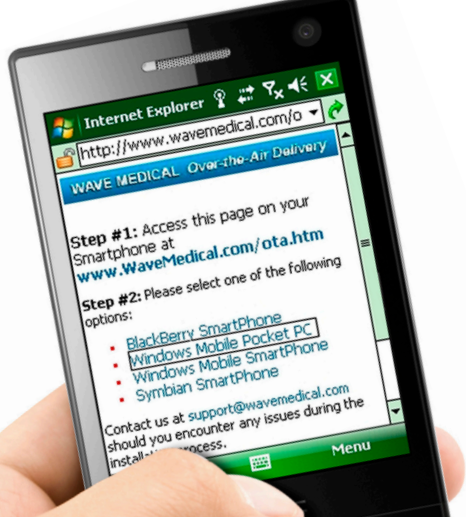 Internet Explorer
http://www.wavemedical.com/o
WAVE MEDICAL Over-the-Air Delivery
Step #1: Access this page on your
Smartphone at
www.WaveMedical.com/ota.htm
Step #2: Please select one of the following
options:
BlackBerry SmartPhone
Windows Mobile Pocket PC
Windows Mobile SmartPhone
Symbian SmartPhone
Contact us at support@wavemedical.com
should you encounter any issues during the
process.
Menu